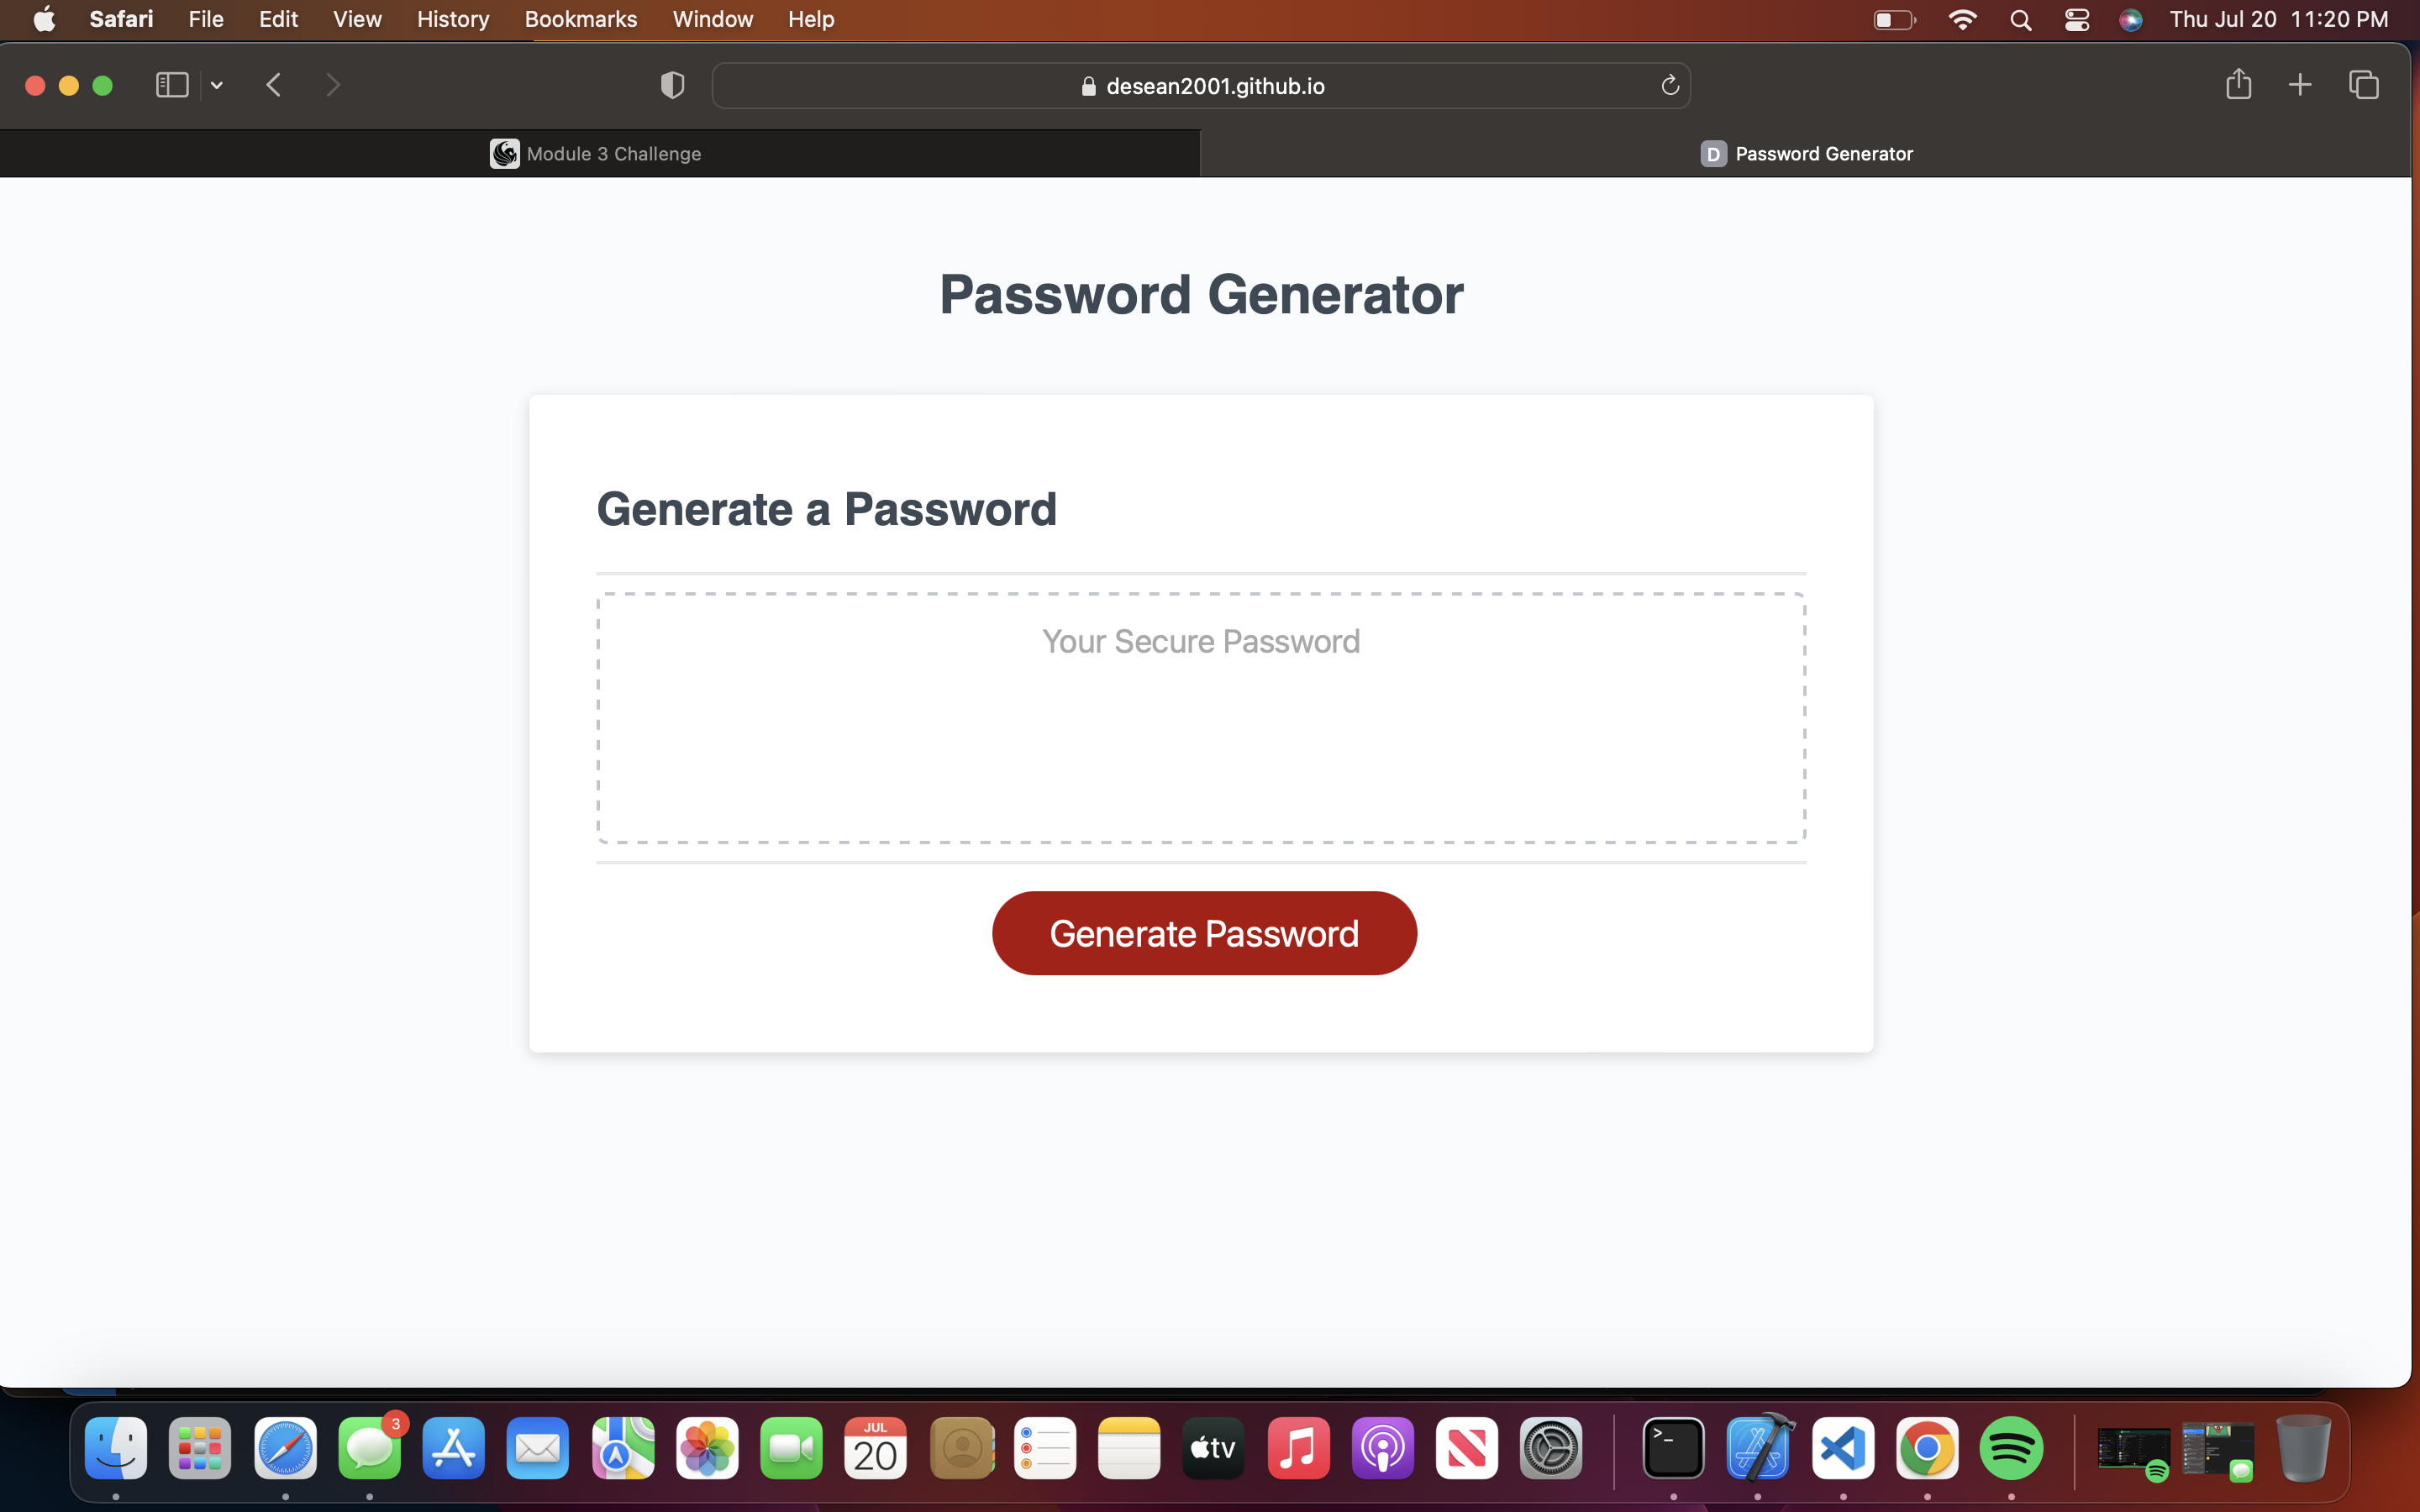 Safari File Edit View History Bookmarks Window Help Thu Jul 20 11:20 PM
desean2001.github.io
Module 3 Challenge
D Password Generator
Password Generator
Generate a Password
Your Secure Password
Generate Password
3
JUL
20
tv
>_